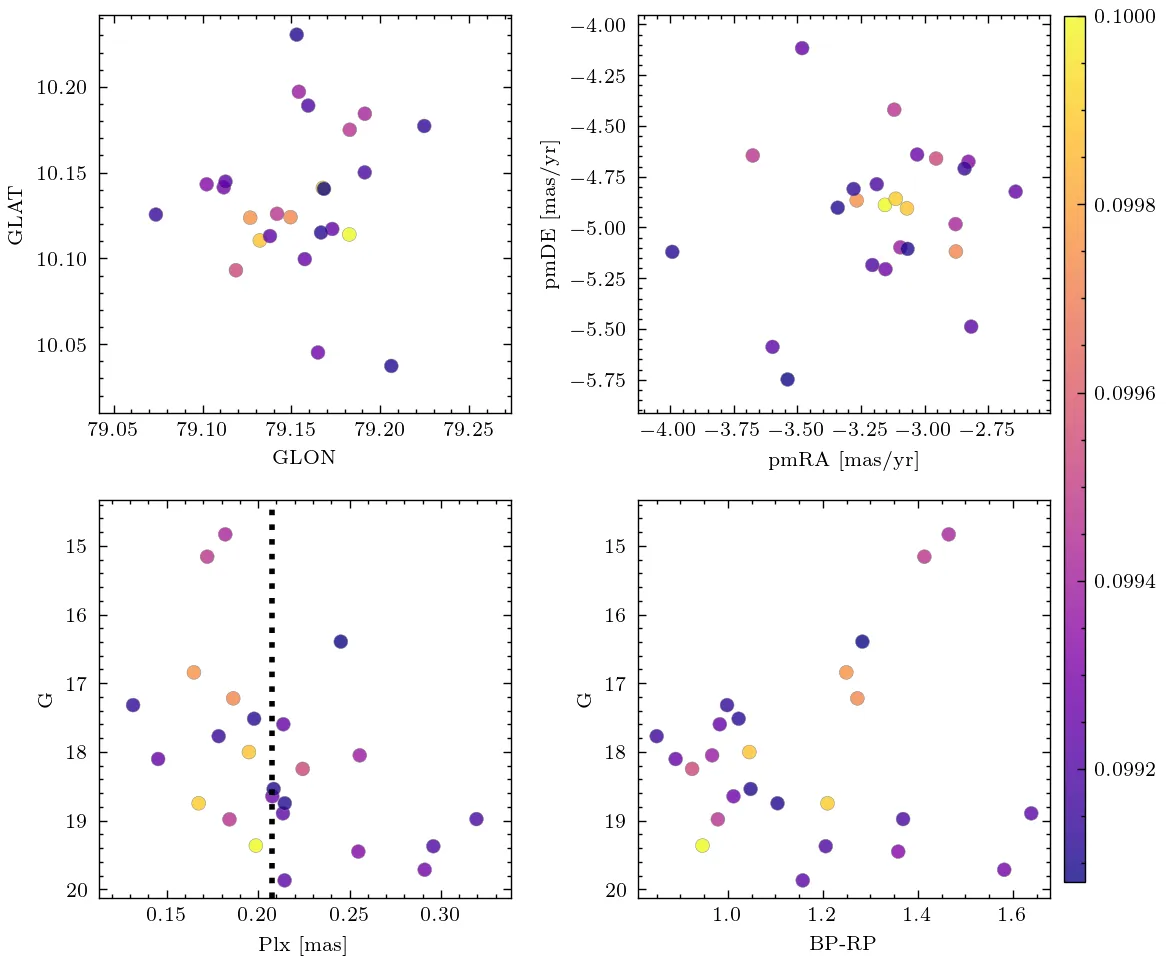 10.20
10.15
10.10
10.05
GLAT
79.05 79.10 79.15 79.20 79.25
GLON
−4.00
−4.25
−4.50
−4.75
−5.00
−5.25
−5.50
−5.75
pmDE [mas/yr]
−4.00 −3.75 −3.50 −3.25 −3.00 −2.75
pmRA [mas/yr]
15
16
17
18
19
20
G
0.15 0.20 0.25 0.30
Plx [mas]
15
16
17
18
19
20
G
1.0 1.2 1.4 1.6
BP-RP
0.1000
0.0998
0.0996
0.0994
0.0992